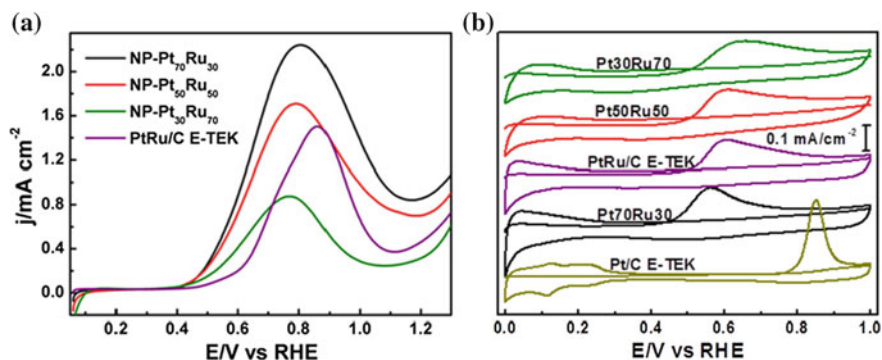 (a)
NP-Pt70Ru30
NP-Pt50Ru50
NP-Pt30Ru70
PtRu/C E-TEK
j/mA cm-2
2.0
1.6
1.2
0.8
0.4
0.0
0.2 0.4 0.6 0.8 1.0 1.2
E/V vs RHE
(b)
Pt30Ru70
Pt50Ru50
0.1 mA/cm-2
PtRu/C E-TEK
Pt70Ru30
Pt/C E-TEK
0.0 0.2 0.4 0.6 0.8 1.0
E/V vs RHE